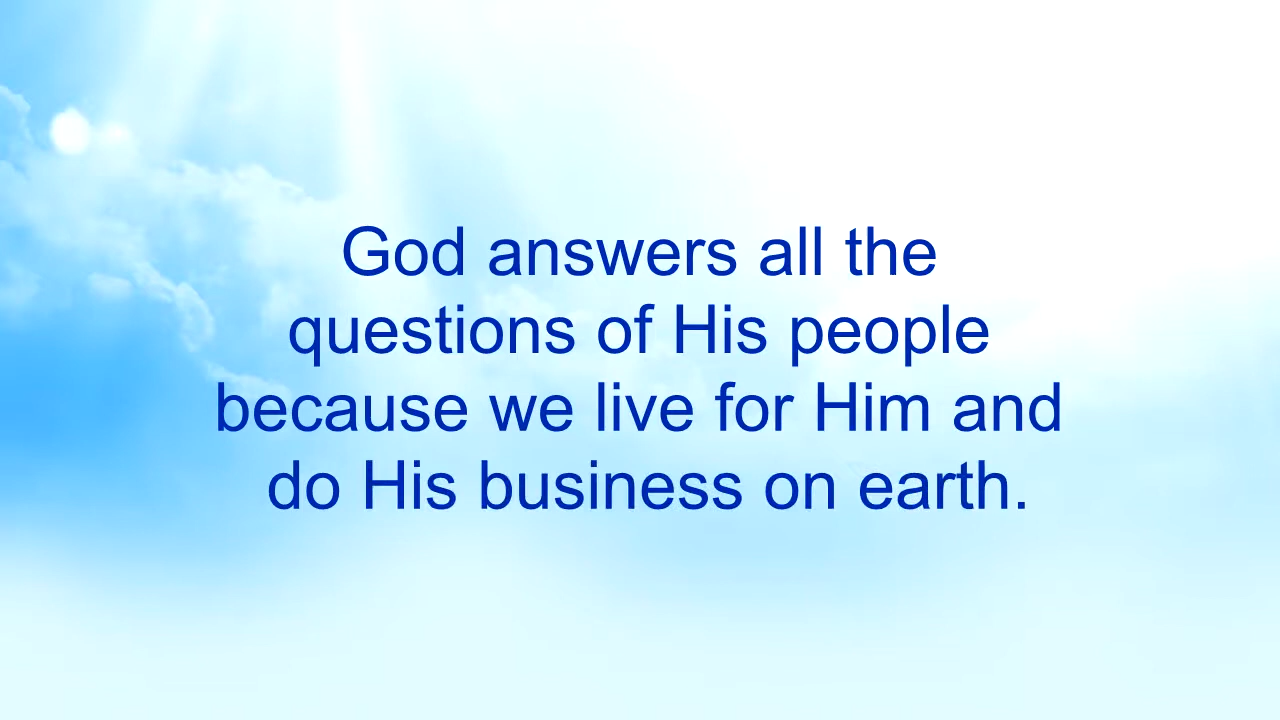 God answers all the
questions of His people
because we live for Him and
do His business on earth.